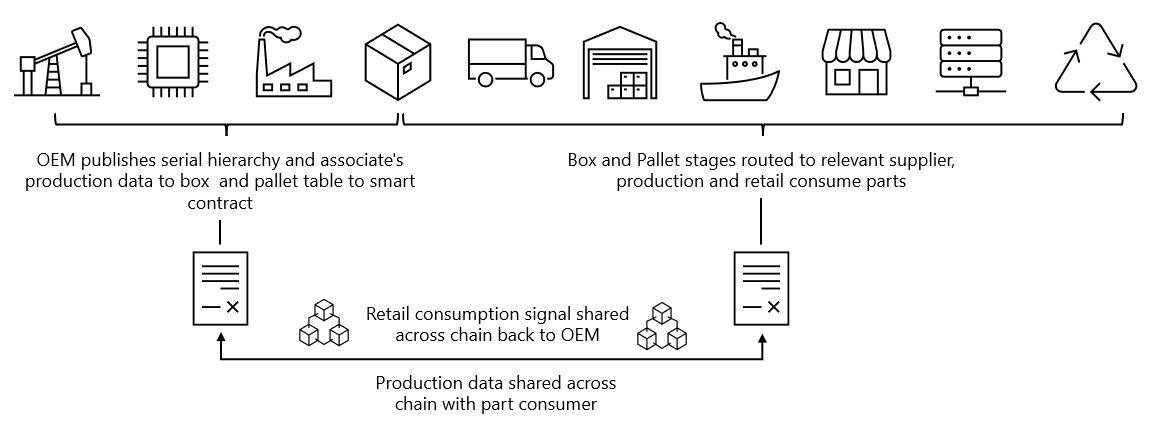 OEM publishes serial hierarchy and associate's
production data to box and pallet table to smart
contract
Box and Pallet stages routed to relevant supplier,
production and retail consume parts
Retail consumption signal shared
across chain back to OEM
Production data shared across
chain with part consumer